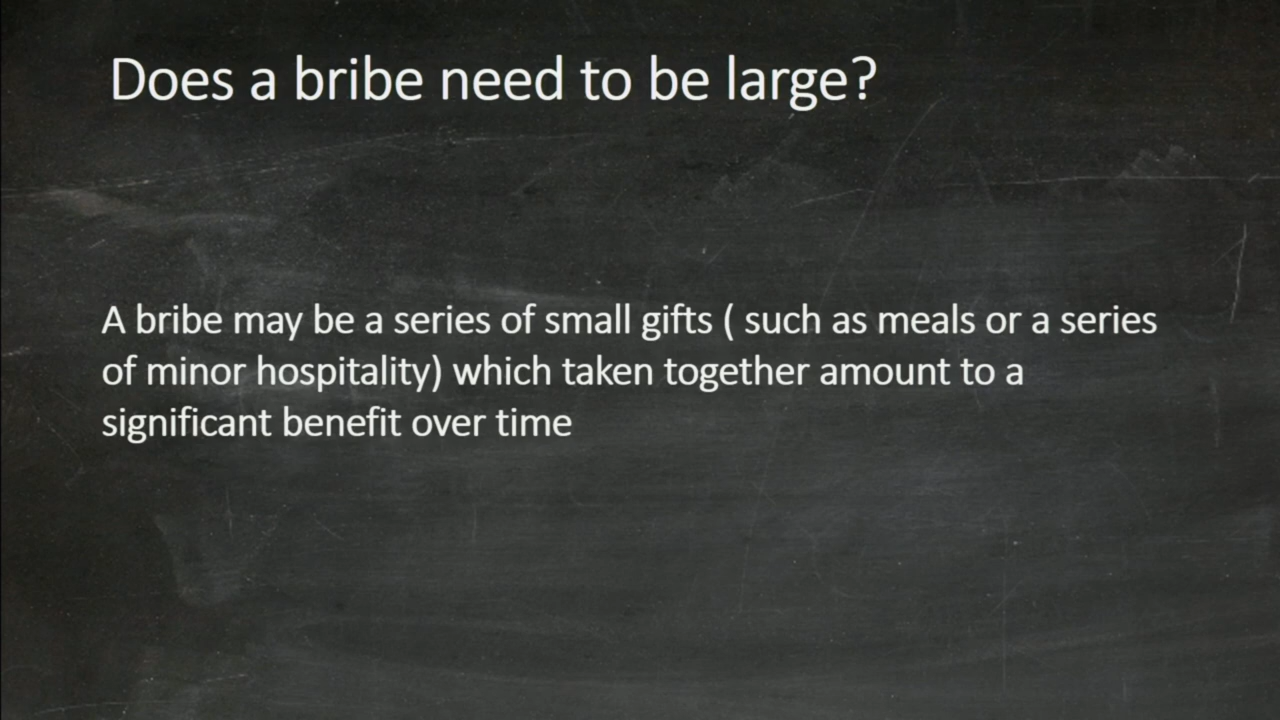 Does a bribe need to be large?
A bribe may be a series of small gifts ( such as meals or a series
of minor hospitality) which taken together amount to a
significant benefit over time